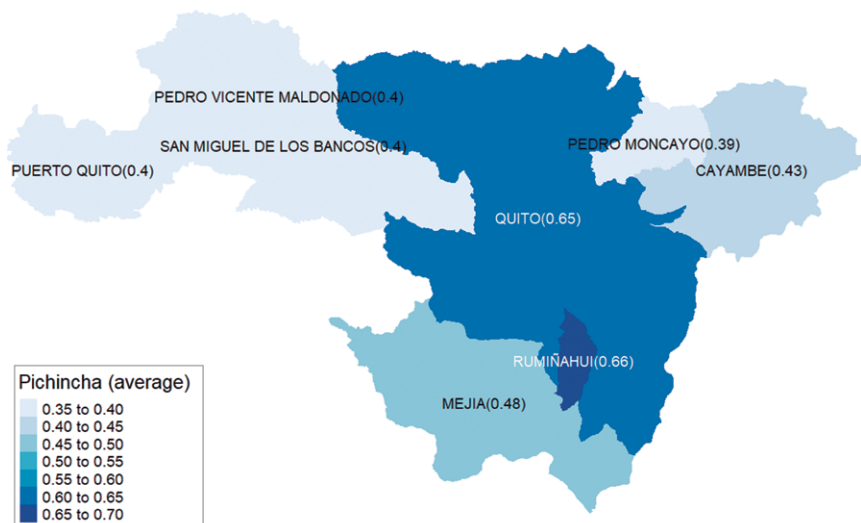 PEDRO VICENTE MALDONADO(0.4)
SAN MIGUEL DE LOS BANCOS(0.4)
PUERTO QUITO(0.4)
PEDRO MONCAYO(0.39)
CAYAMBE(0.43)
QUITO(0.65)
RUMIÑAHUI(0.66)
MEJIA(0.48)
Pichincha (average)
0.35 to 0.40
0.40 to 0.45
0.45 to 0.50
0.50 to 0.55
0.55 to 0.60
0.60 to 0.65
0.65 to 0.70